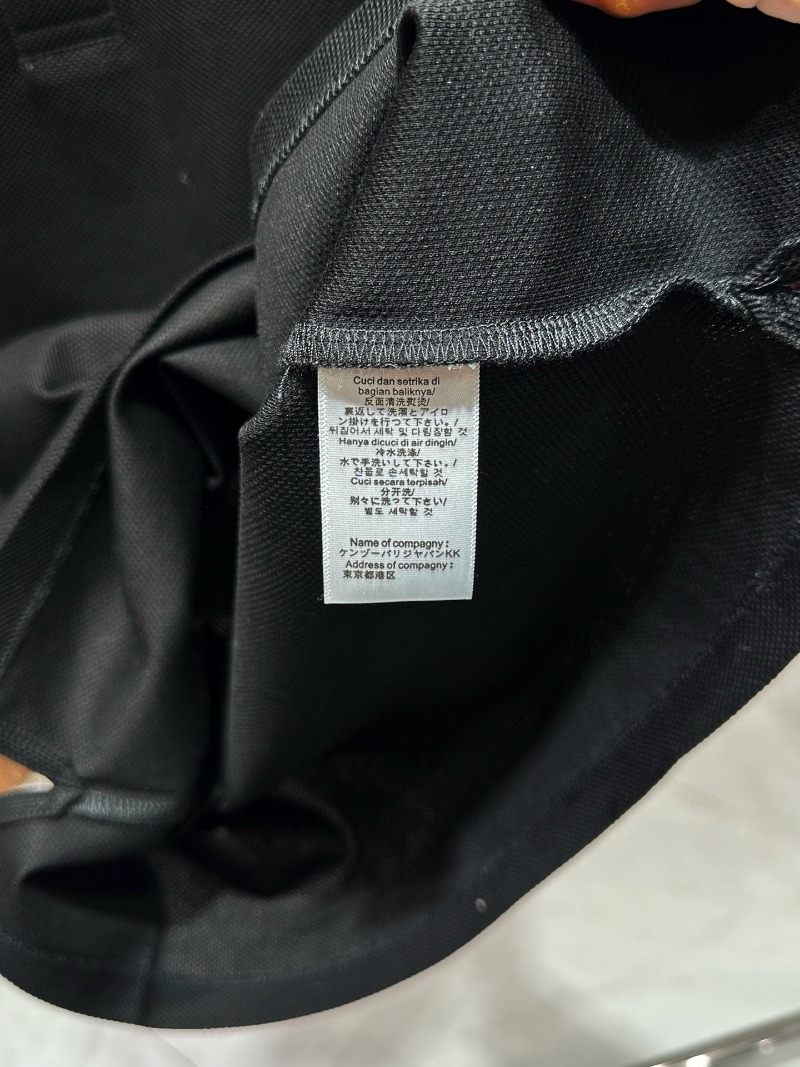 Cuci dan setrika di
bagian baliknya/
反面清洗熨烫/
裏返して洗濯とアイロ
ン掛けを行つて下さい。/
뒤집어서 세탁 및 다림질할 것
Hanya dicuci di air dingin/
冷水洗涤/
水で手洗いして下さい。/
찬물로 손세탁할 것
Cuci secara terpisah/
分开洗/
別々に洗って下さい/
별도 세탁할 것
Name of compagny :
ケンゾーパリジャパンKK
Address of compagny :
東京都港区